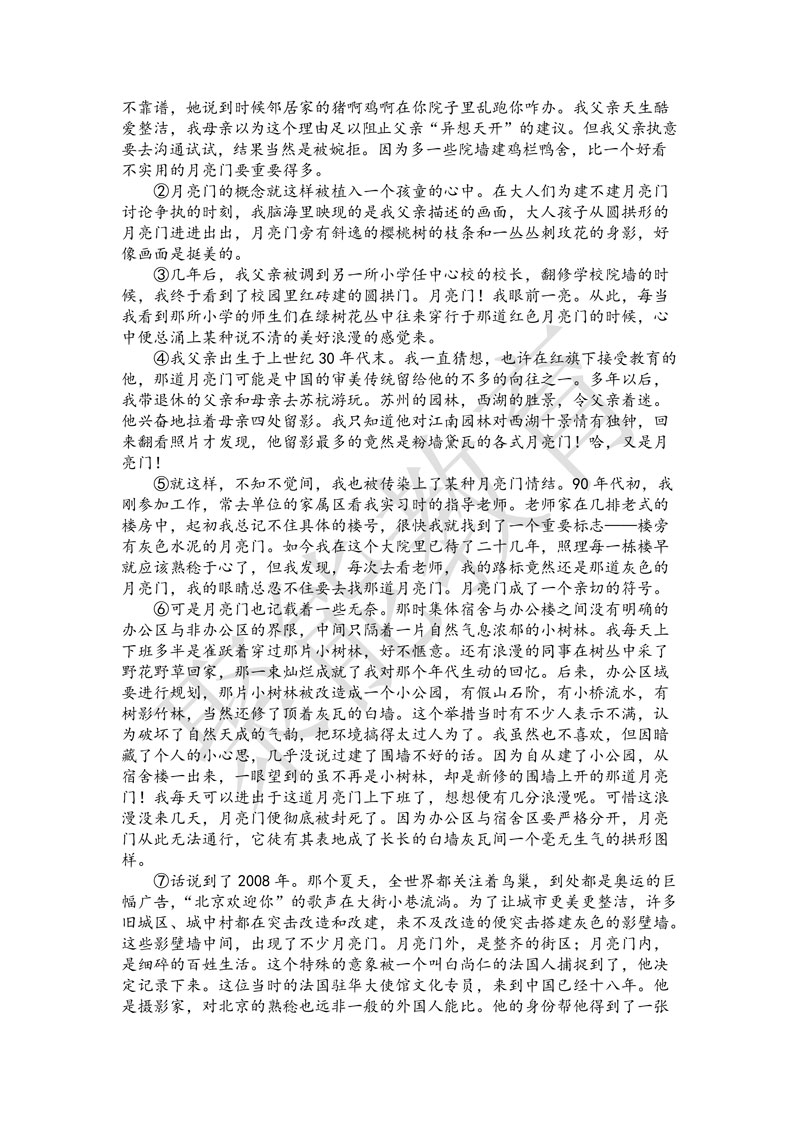 不靠谱，她说到时候邻居家的猪啊鸡啊在你院子里乱跑你咋办。我父亲天生酷
爱整洁，我母亲以为这个理由足以阻止父亲“异想天开”的建议。但我父亲执意
要去沟通试试，结果当然是被婉拒。因为多一些院墙建鸡栏鸭舍，比一个好看
不实用的月亮门要重要得多。
②月亮门的概念就这样被植入一个孩童的心中。在大人们为建不建月亮门
讨论争执的时刻，我脑海里映现的是我父亲描述的画面，大人孩子从圆拱形的
月亮门进进出出，月亮门旁有斜逸的樱桃树的枝条和一丛丛刺玫花的身影，好
像画面是挺美的。
③几年后，我父亲被调到另一所小学任中心校的校长，翻修学校院墙的时
候，我终于看到了校园里红砖建的圆拱门。月亮门！我眼前一亮。从此，每当
我看到那所小学的师生们在绿树花丛中往来穿行于那道红色月亮门的时候，心
中便总涌上某种说不清的美好浪漫的感觉来。
④我父亲出生于上世纪 30 年代末。我一直猜想，也许在红旗下接受教育的
他，那道月亮门可能是中国的审美传统留给他的不多的向往之一。多年以后，
我带退休的父亲和母亲去苏杭游玩。苏州的园林，西湖的胜景，令父亲着迷。
他兴奋地拉着母亲四处留影。我只知道他对江南园林对西湖十景情有独钟，回
来翻看照片才发现，他留影最多的竟然是粉墙黛瓦的各式月亮门！哈，又是月
亮门！
⑤就这样，不知不觉间，我也被传染上了某种月亮门情结。90 年代初，我
刚参加工作，常去单位的家属区看我实习时的指导老师。老师家在几排老式的
楼房中，起初我总记不住具体的楼号，很快我就找到了一个重要标志——楼旁
有灰色水泥的月亮门。如今我在这个大院里已待了二十几年，照理每一栋楼早
就应该熟稔于心了，但我发现，每次去看老师，我的路标竟然还是那道灰色的
月亮门，我的眼睛总忍不住要去找那道月亮门。月亮门成了一个亲切的符号。
⑥可是月亮门也记载着一些无奈。那时集体宿舍与办公楼之间没有明确的
办公区与非办公区的界限，中间只隔着一片自然气息浓郁的小树林。我每天上
下班多半是雀跃着穿过那片小树林，好不惬意。还有浪漫的同事在树丛中采了
野花野草回家，那一束灿烂成就了我对那个年代生动的回忆。后来，办公区域
要进行规划，那片小树林被改造成一个小公园，有假山石阶，有小桥流水，有
树影竹林，当然还修了顶着灰瓦的白墙。这个举措当时有不少人表示不满，认
为破坏了自然天成的气韵，把环境搞得太过人为了。我虽然也不喜欢，但因暗
藏了个人的小心思，几乎没说过建了围墙不好的话。因为自从建了小公园，从
宿舍楼一出来，一眼望到的虽不再是小树林，却是新修的围墙上开的那道月亮
门！我每天可以进出于这道月亮门上下班了，想想便有几分浪漫呢。可惜这浪
漫没来几天，月亮门便彻底被封死了。因为办公区与宿舍区要严格分开，月亮
门从此无法通行，它徒有其表地成了长长的白墙灰瓦间一个毫无生气的拱形图
样。
⑦话说到了 2008 年。那个夏天，全世界都关注着鸟巢，到处都是奥运的巨
幅广告，“北京欢迎你”的歌声在大街小巷流淌。为了让城市更美更整洁，许多
旧城区、城中村都在突击改造和改建，来不及改造的便突击搭建灰色的影壁墙。
这些影壁墙中间，出现了不少月亮门。月亮门外，是整齐的街区；月亮门内，
是细碎的百姓生活。这个特殊的意象被一个叫白尚仁的法国人捕捉到了，他决
定记录下来。这位当时的法国驻华大使馆文化专员，来到中国已经十八年。他
是摄影家，对北京的熟稔也远非一般的外国人能比。他的身份帮他得到了一张
聚能教育